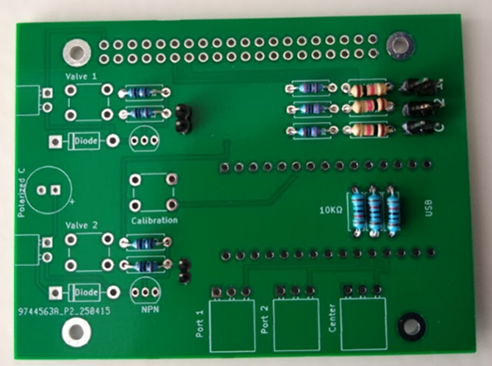 Valve 1
Diode
Polarized C
+
Calibration
10KΩ
USB
Valve 2
Diode
9744563A_P2_250415
NPN
Port 1
Port 2
Center